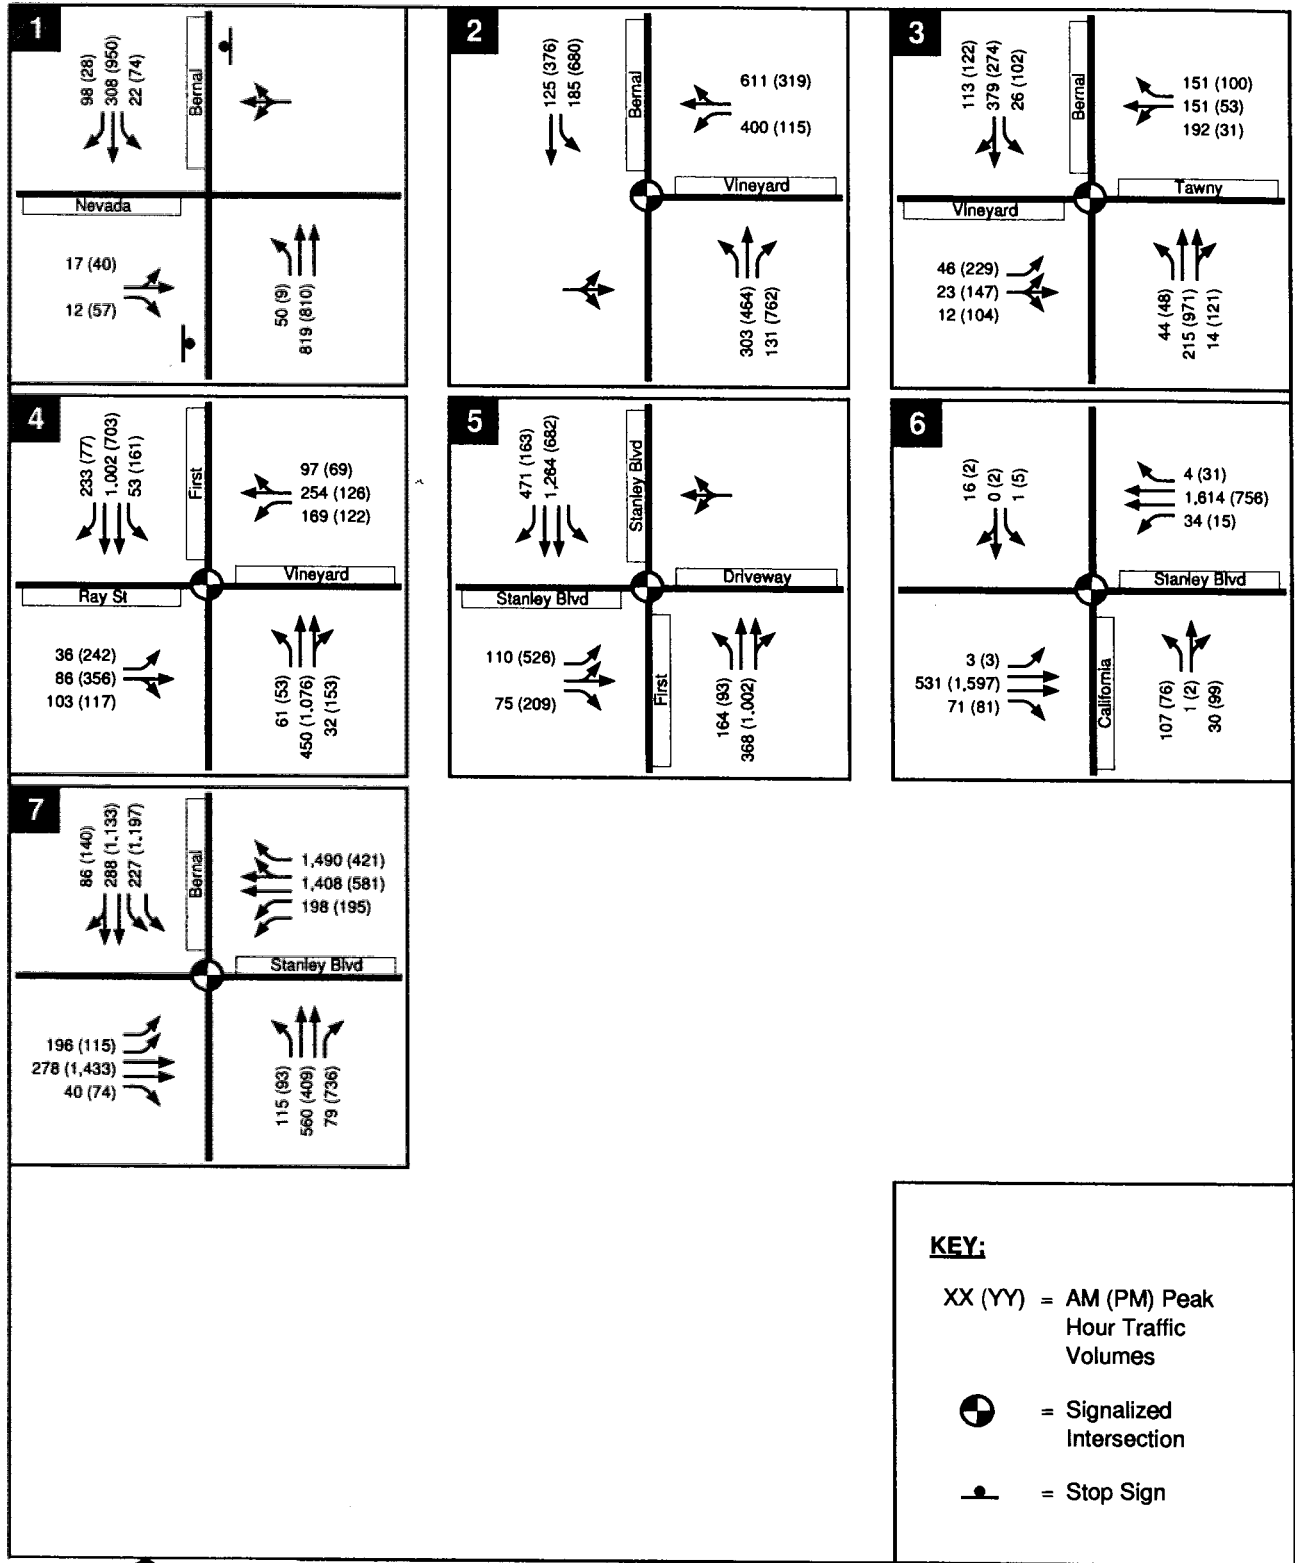 1
98 (28)
308 (950)
22 (74)
Bernal
Nevada
17 (40)
12 (57)
50 (9)
819 (810)
2
125 (376)
185 (680)
Bernal
611 (319)
400 (115)
Vineyard
303 (464)
131 (762)
3
113 (122)
379 (274)
26 (102)
Bernal
151 (100)
151 (53)
192 (31)
Tawny
Vineyard
46 (229)
23 (147)
12 (104)
44 (48)
215 (971)
14 (121)
4
233 (77)
1,002 (703)
53 (161)
First
97 (69)
254 (126)
169 (122)
Vineyard
Ray St
36 (242)
86 (356)
103 (117)
61 (53)
450 (1,076)
32 (153)
5
471 (163)
1,264 (682)
Stanley Blvd
Driveway
Stanley Blvd
110 (526)
75 (209)
First
164 (93)
368 (1,002)
6
16 (2)
0 (2)
1 (5)
4 (31)
1,614 (756)
34 (15)
Stanley Blvd
3 (3)
531 (1,597)
71 (81)
California
107 (76)
1 (2)
30 (99)
7
86 (140)
288 (1,133)
227 (1,197)
Bernal
1,490 (421)
1,408 (581)
198 (195)
Stanley Blvd
196 (115)
278 (1,433)
40 (74)
115 (93)
560 (409)
79 (736)
KEY:
XX (YY) = AM (PM) Peak
Hour Traffic
Volumes
= Signalized
Intersection
= Stop Sign